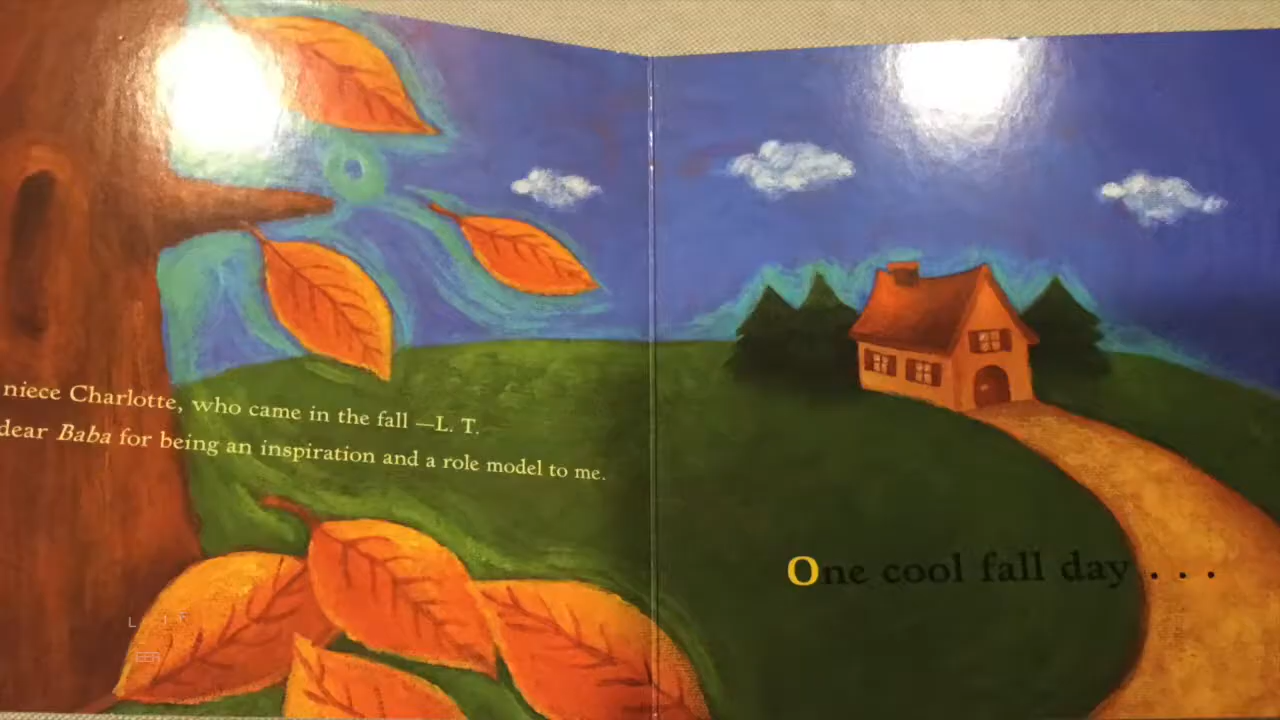 niece Charlotte, who came in the fall —L. T.
dear Baba for being an inspiration and a role model to me.
One cool fall day . . .